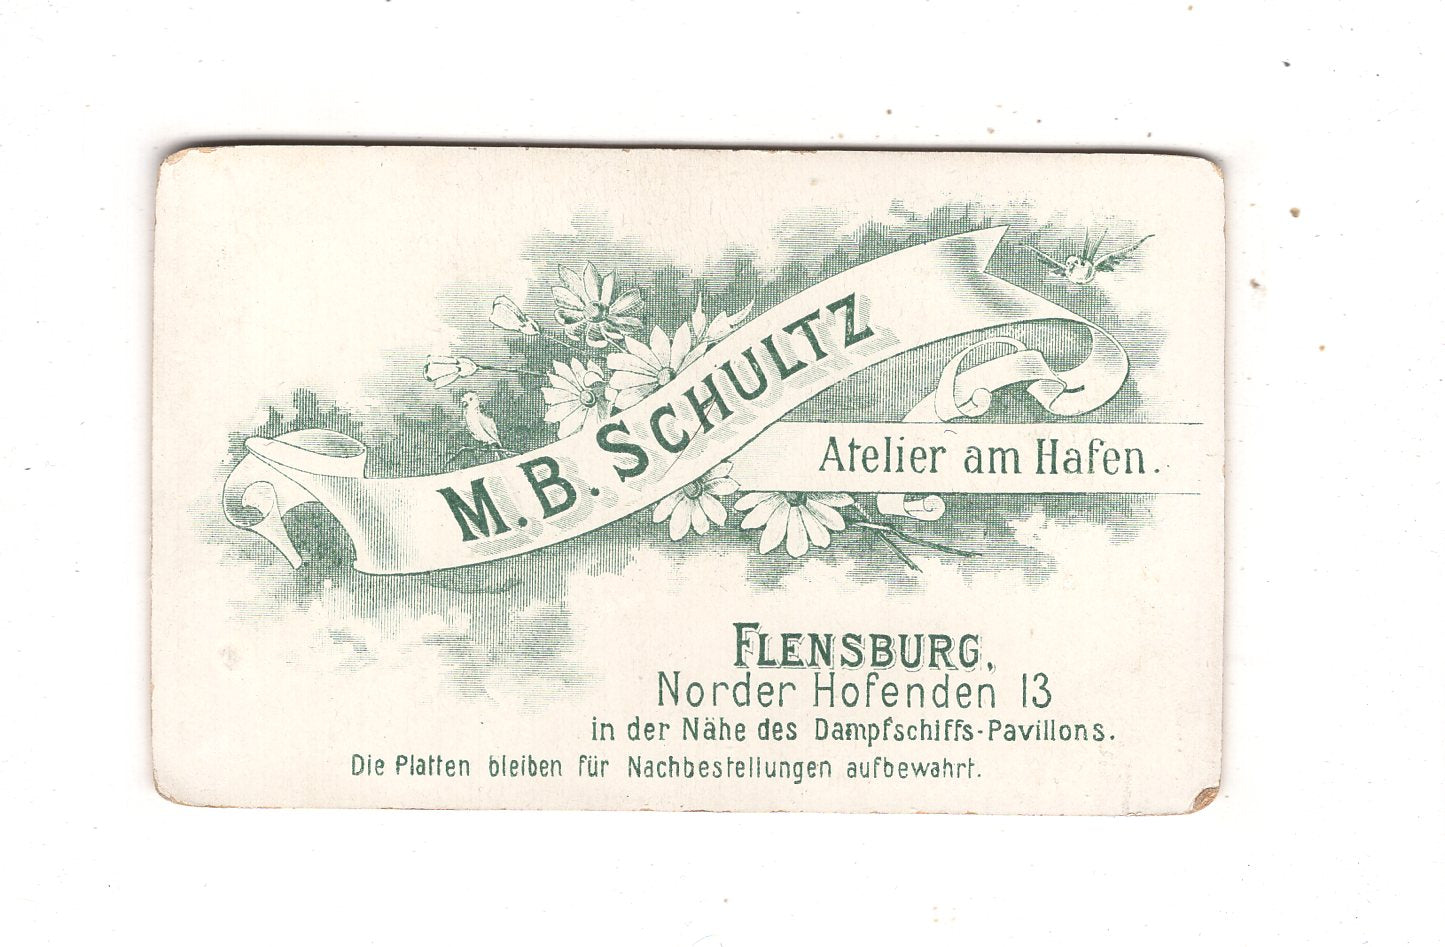 M. B. SCHULTZ
Atelier am Hafen.
FLENSBURG,
Norder Hofenden 13
in der Nähe des Dampfschiffs-Pavillons.
Die Platten bleiben für Nachbestellungen aufbewahrt.